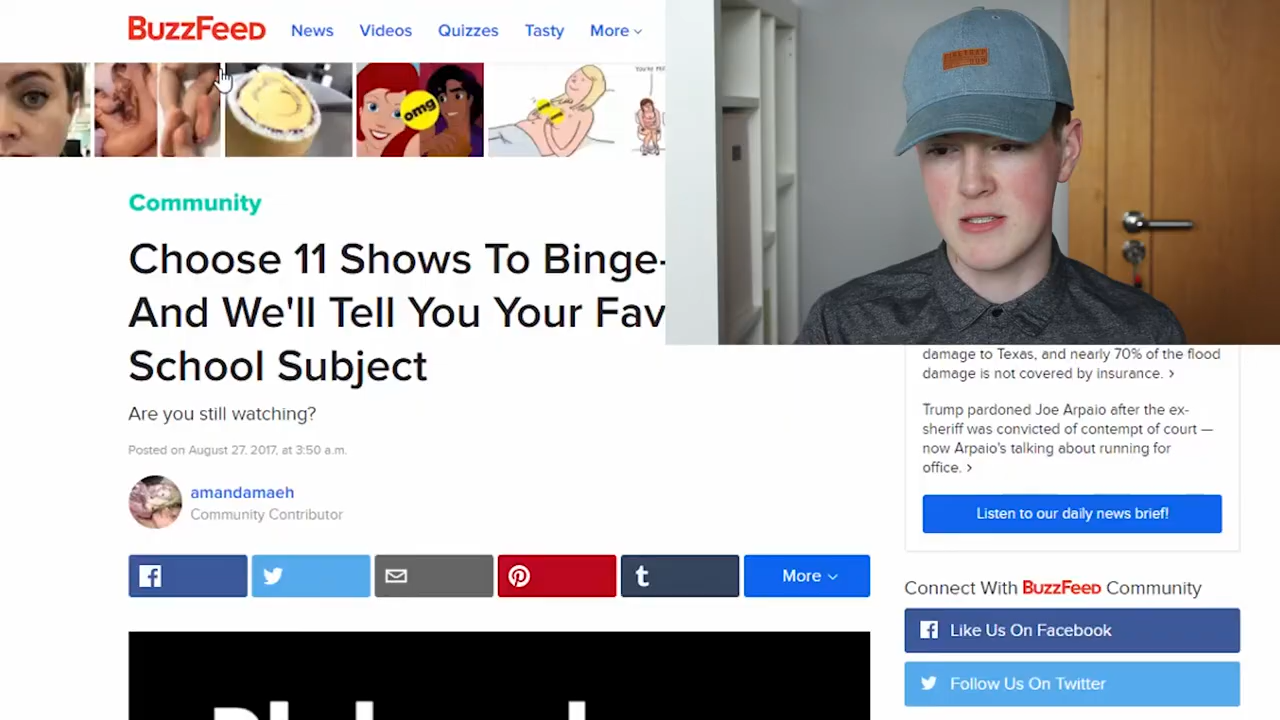 BuzzFeed
News Videos Quizzes Tasty More
omg
Community
Choose 11 Shows To Binge-
And We'll Tell You Your Fav
School Subject
Are you still watching?
Posted on August 27, 2017, at 3:50 a.m.
amandamaeh
Community Contributor
More
damage to Texas, and nearly 70% of the flood
damage is not covered by insurance. >
Trump pardoned Joe Arpaio after the ex-
sheriff was convicted of contempt of court —
now Arpaio's talking about running for
office. >
Listen to our daily news brief!
Connect With BuzzFeed Community
Like Us On Facebook
Follow Us On Twitter